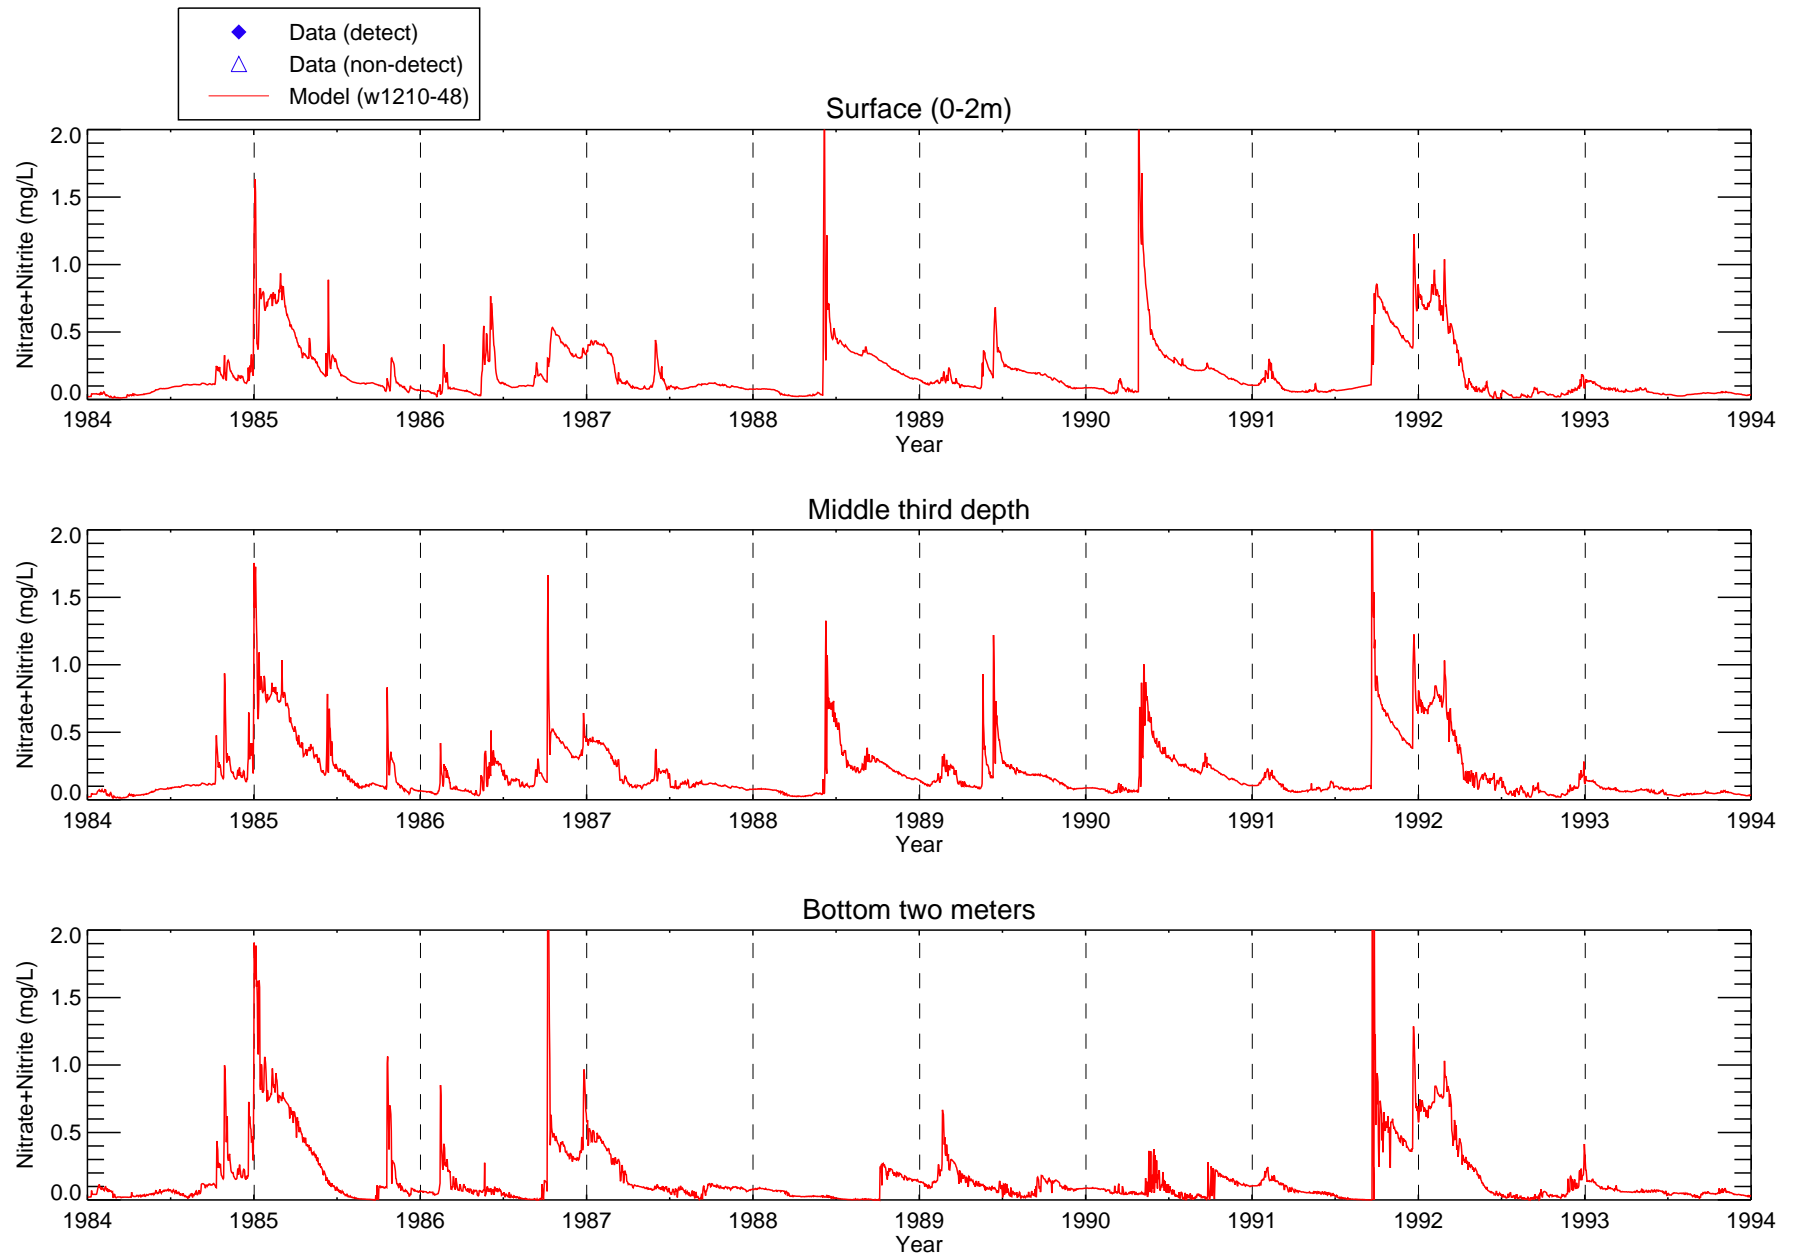 Data (detect)
Data (non-detect)
Model (w1210-48)
Surface (0-2m)
Nitrate+Nitrite (mg/L)
2.0
1.5
1.0
0.5
0.0
1984 1985 1986 1987 1988 1989 1990 1991 1992 1993 1994
Year
Middle third depth
Nitrate+Nitrite (mg/L)
2.0
1.5
1.0
0.5
0.0
1984 1985 1986 1987 1988 1989 1990 1991 1992 1993 1994
Year
Bottom two meters
Nitrate+Nitrite (mg/L)
2.0
1.5
1.0
0.5
0.0
1984 1985 1986 1987 1988 1989 1990 1991 1992 1993 1994
Year